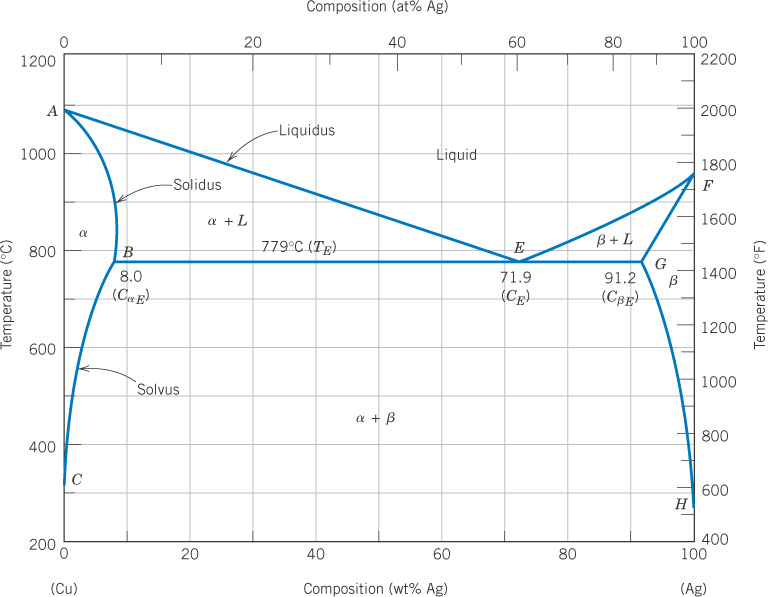 Composition (at% Ag)
0 20 40 60 80 100
1200 2200
A 2000
Liquidus
1000 Liquid 1800
Solidus F
α + L 1600
α β + L
800 B 779°C (T_E) E G 1400
8.0 71.9 91.2 β
(C_αE) (C_E) (C_βE)
Temperature (°C) Temperature (°F)
1200
600
Solvus 1000
α + β
400 800
C 600
H
200 400
0 20 40 60 80 100
(Cu) Composition (wt% Ag) (Ag)